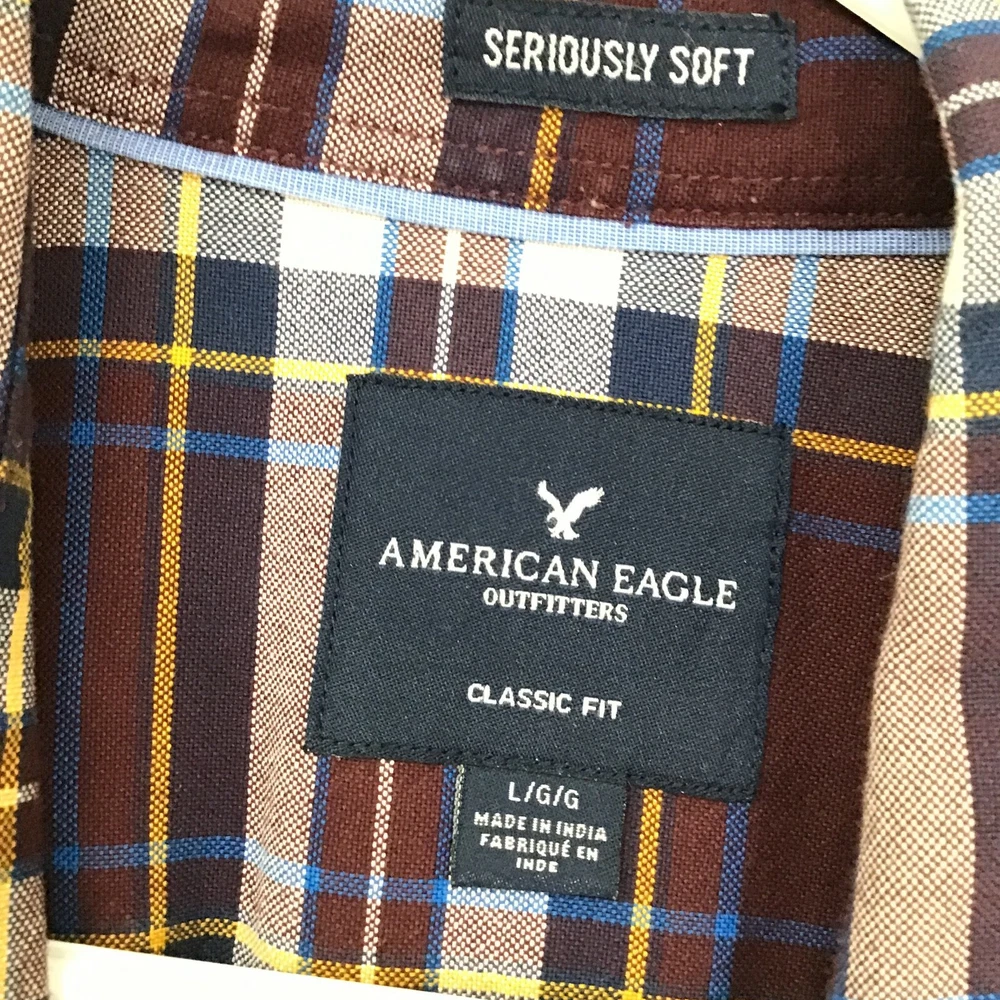 SERIOUSLY SOFT
AMERICAN EAGLE
OUTFITTERS
CLASSIC FIT
L/G/G
MADE IN INDIA
FABRIQUÉ EN
INDE